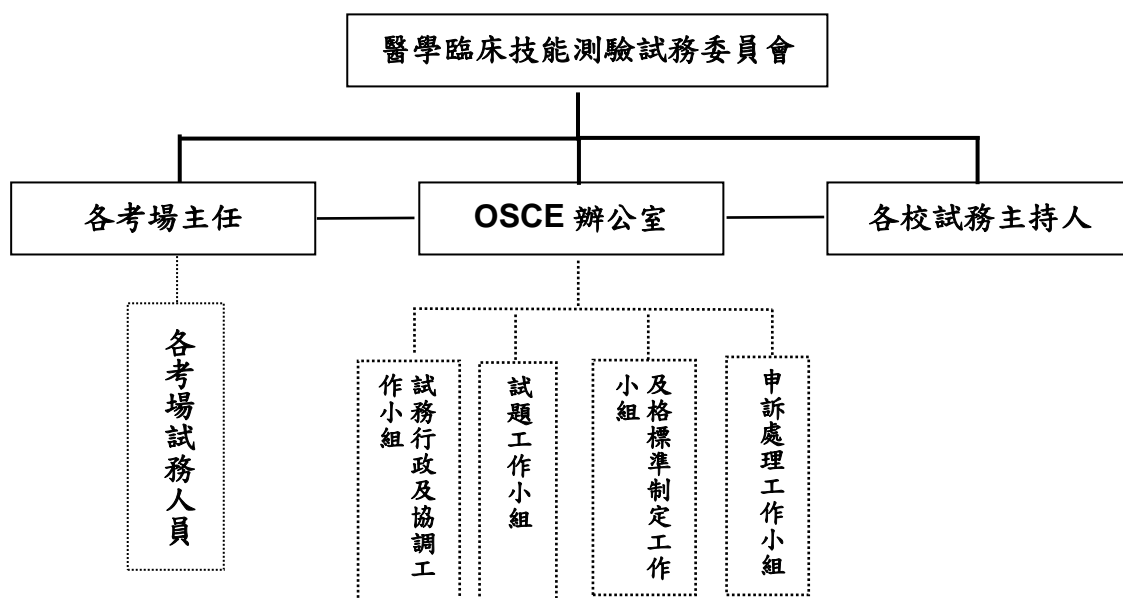 醫學臨床技能測驗試務委員會
各考場主任
OSCE 辦公室
各校試務主持人
各考場試務人員
試務行政及協調工
作小組
試題工作小組
及格標準制定工作
小組
申訴處理工作小組